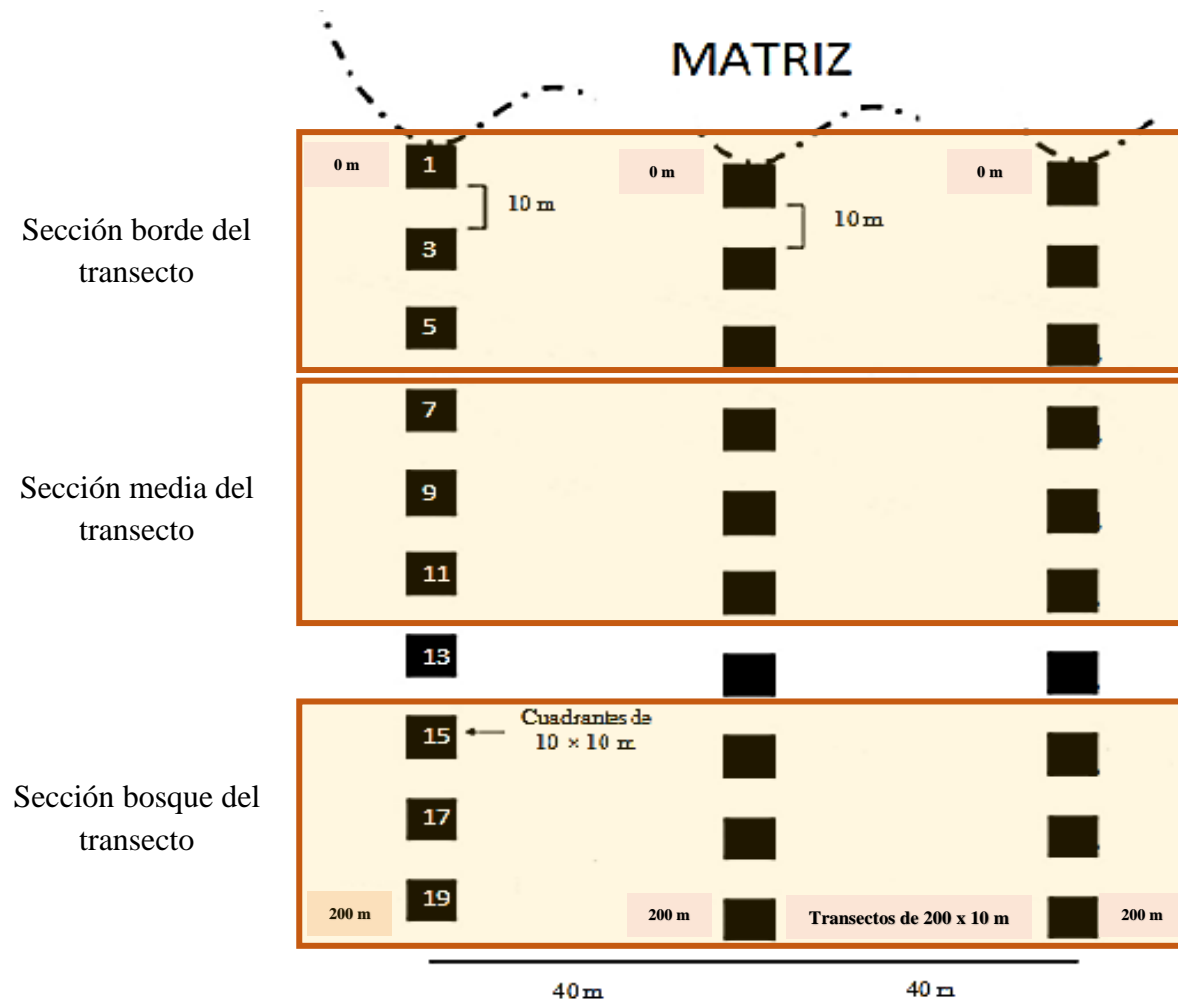 MATRIZ
0 m
1
0 m
0 m
10 m
10 m
Sección borde del
transecto
3
5
7
Sección media del
transecto
9
11
13
15
Cuadrantes de
10 × 10 m
Sección bosque del
transecto
17
19
200 m
200 m
Transectos de 200 x 10 m
200 m
40 m
40 m